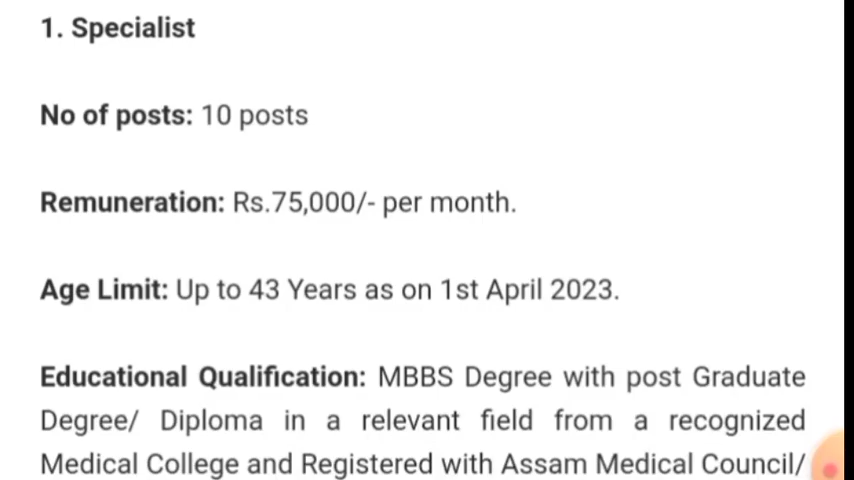 1. Specialist
No of posts: 10 posts
Remuneration: Rs.75,000/- per month.
Age Limit: Up to 43 Years as on 1st April 2023.
Educational Qualification: MBBS Degree with post Graduate
Degree/ Diploma in a relevant field from a recognized
Medical College and Registered with Assam Medical Council/